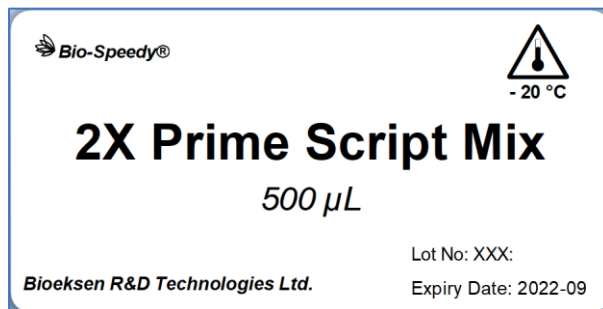 Bio-Speedy®
- 20 °C
2X Prime Script Mix
500 µL
Lot No: XXX:
Bioeksen R&D Technologies Ltd.
Expiry Date: 2022-09